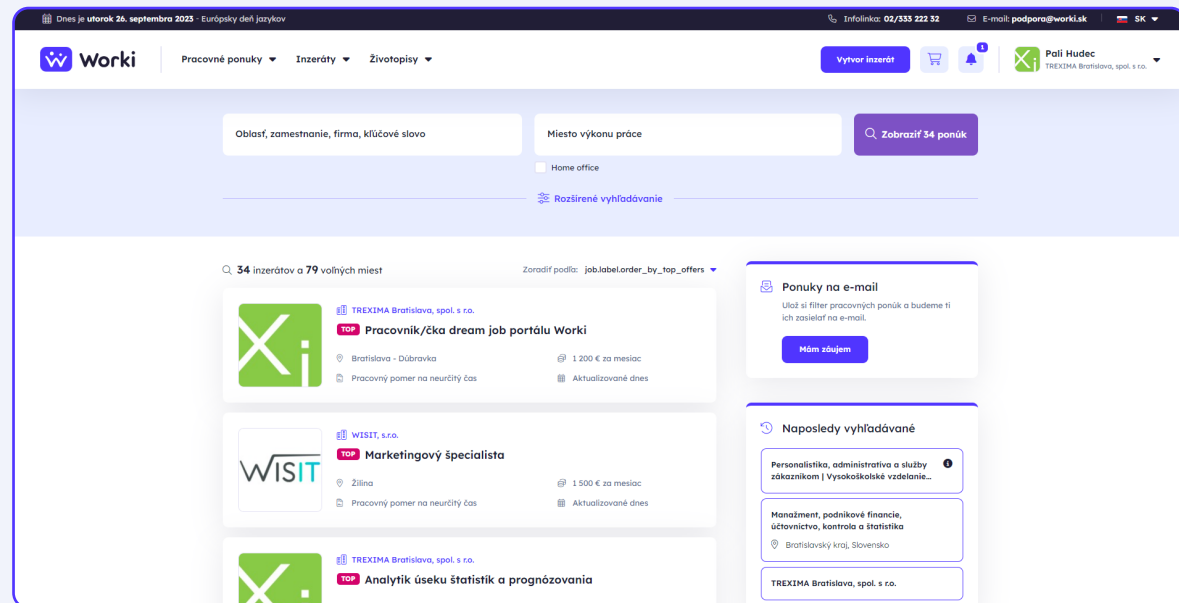 Dnes je utorok 26. septembra 2023 - Európsky deň jazykov
Infolinka: 02/333 222 32
E-mail: podpora@worki.sk
SK
Worki
Pracovné ponuky
Inzeráty
Životopisy
Vytvor inzerát
1
Pali Hudec
TREXIMA Bratislava, spol. s r.o.
Oblasť, zamestnanie, firma, kľúčové slovo
Miesto výkonu práce
Zobraziť 34 ponúk
Home office
Rozšírené vyhľadávanie
34 inzerátov a 79 voľných miest
Zoradiť podľa: job.label.order_by_top_offers
Xi
TREXIMA Bratislava, spol. s r.o.
TOP Pracovník/čka dream job portálu Worki
Bratislava - Dúbravka
1 200 € za mesiac
Pracovný pomer na neurčitý čas
Aktualizované dnes
WISIT
WISIT, s.r.o.
TOP Marketingový špecialista
Žilina
1 500 € za mesiac
Pracovný pomer na neurčitý čas
Aktualizované dnes
TREXIMA Bratislava, spol. s r.o.
TOP Analytik úseku štatistík a prognózovania
Ponuky na e-mail
Ulož si filter pracovných ponúk a budeme ti
ich zasielať na e-mail.
Mám záujem
Naposledy vyhľadávané
Personalistika, administratíva a služby
zákazníkom | Vysokoškolské vzdelanie...
Manažment, podnikové financie,
účtovníctvo, kontrola a štatistika
Bratislavský kraj, Slovensko
TREXIMA Bratislava, spol. s r.o.